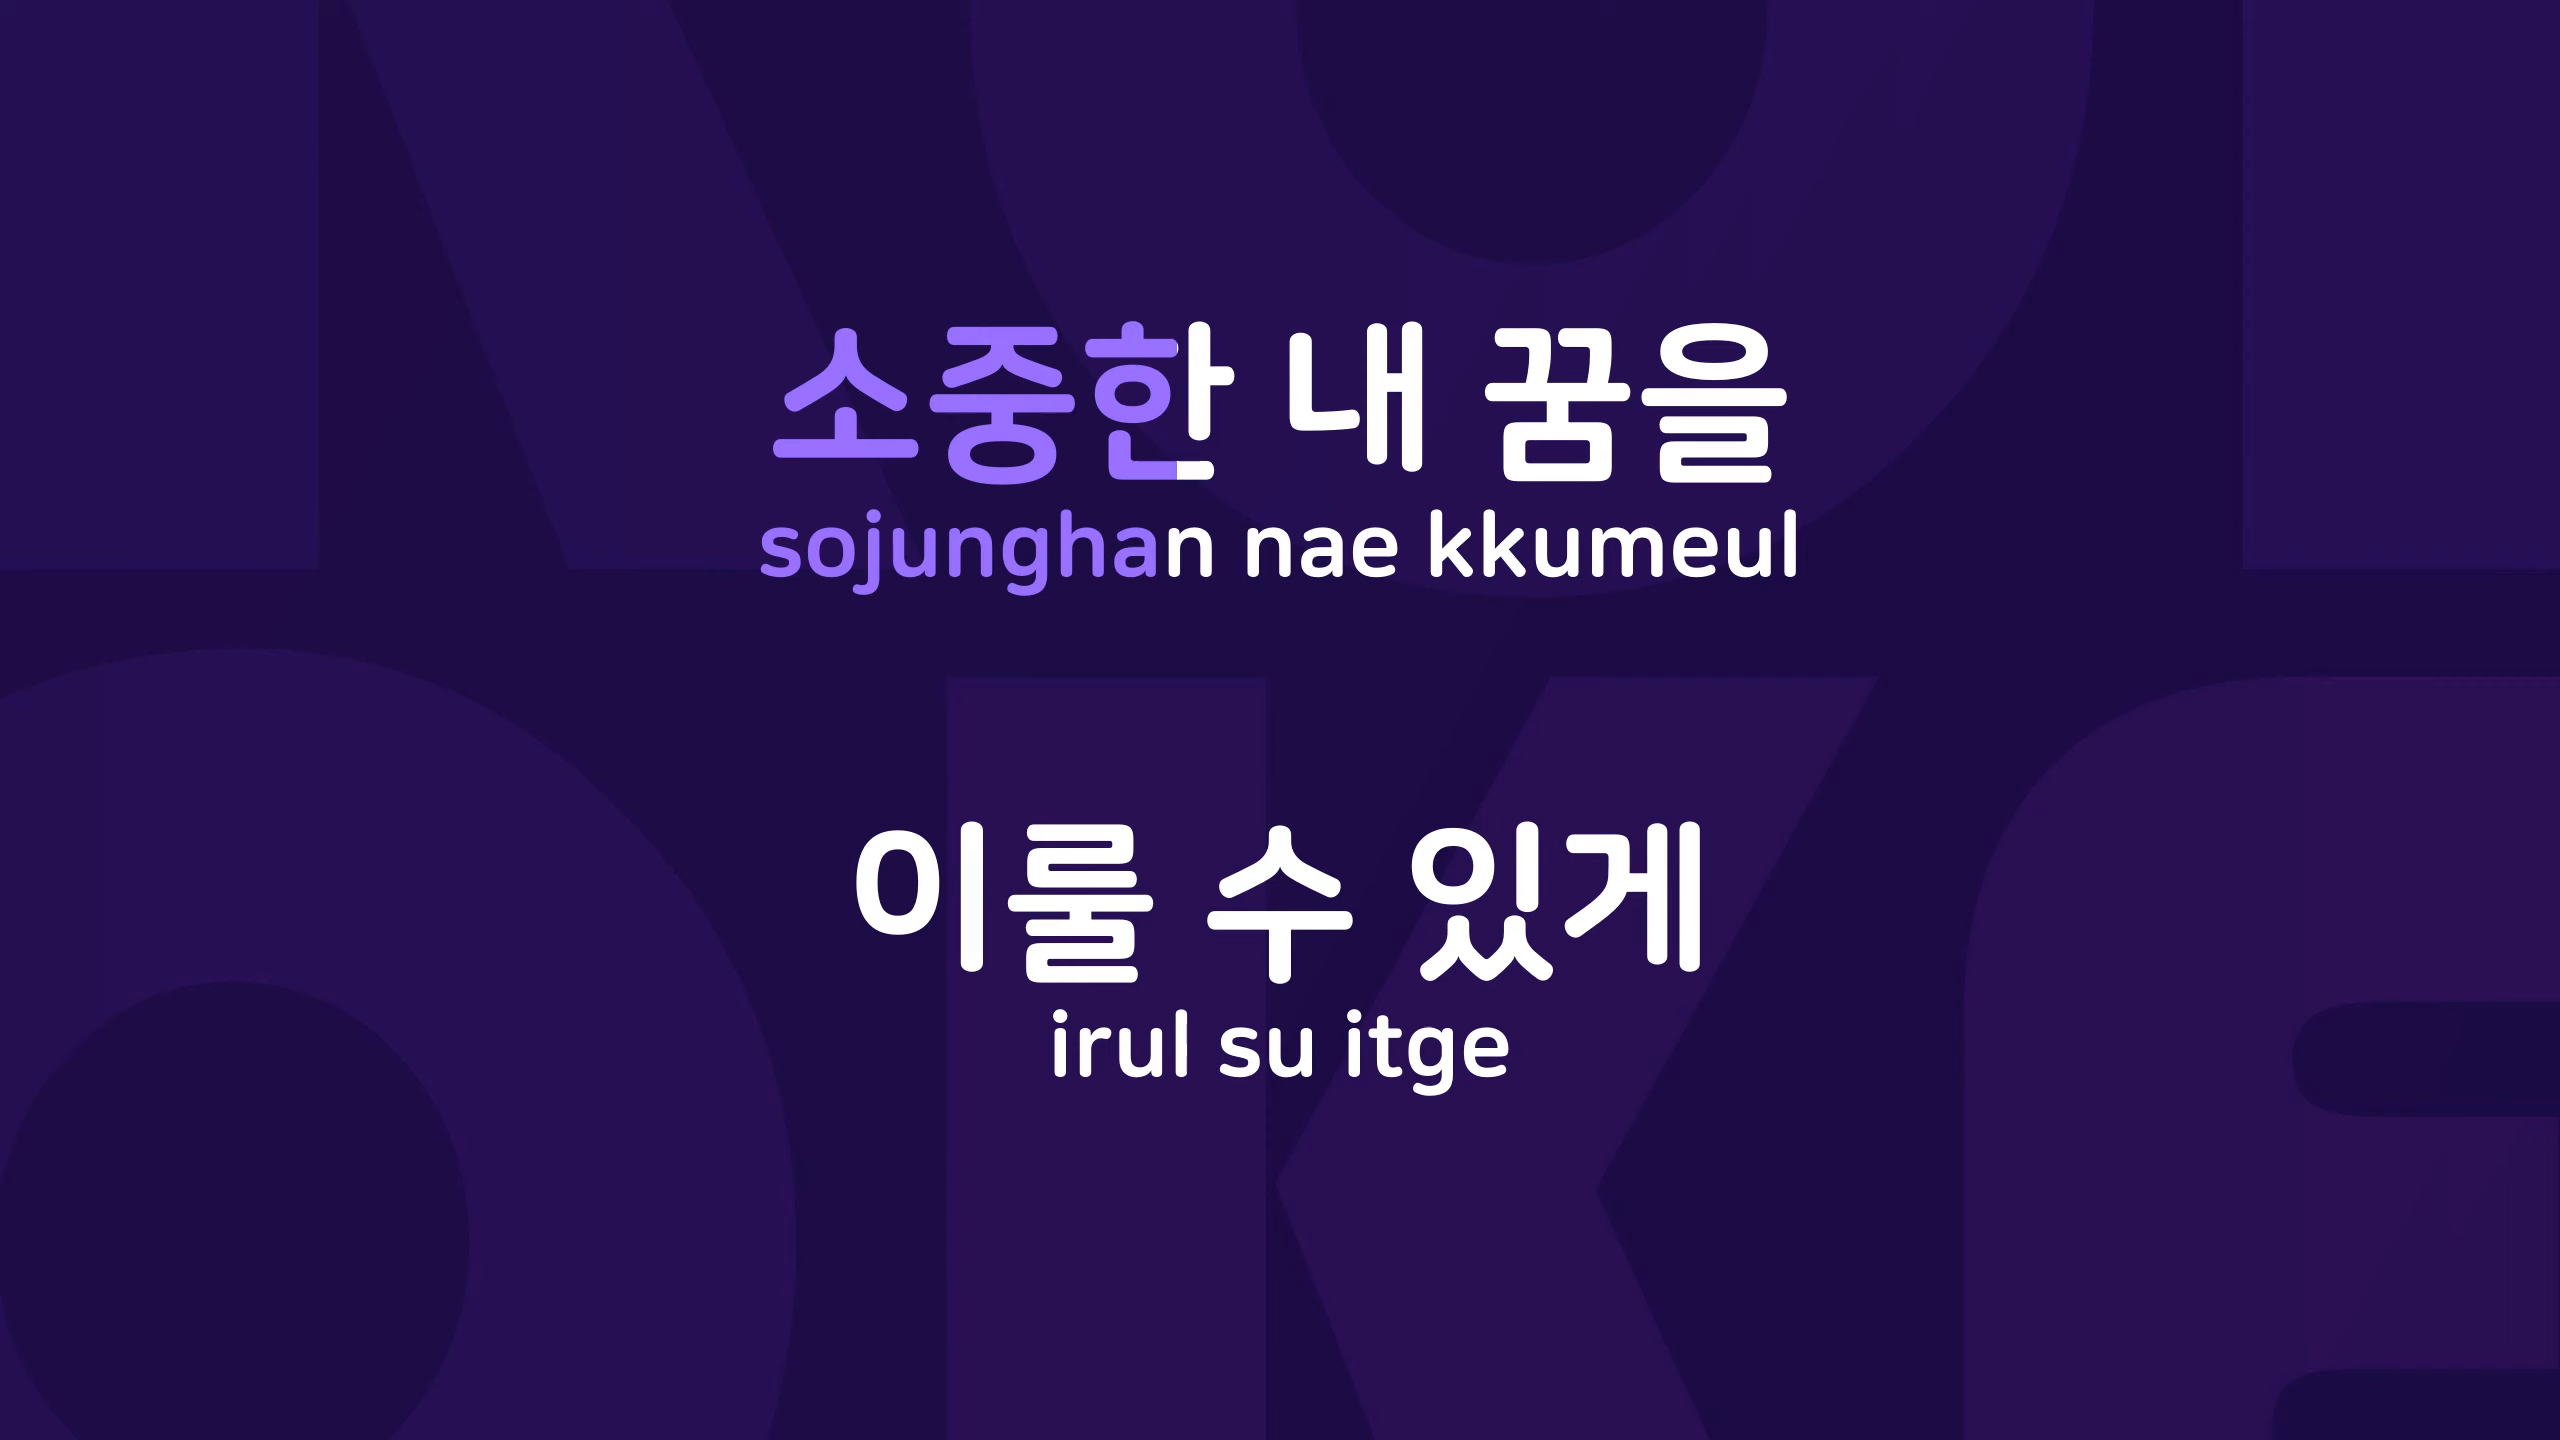 소중한 내 꿈을
sojunghan nae kkumeul
이룰 수 있게
irul su itge